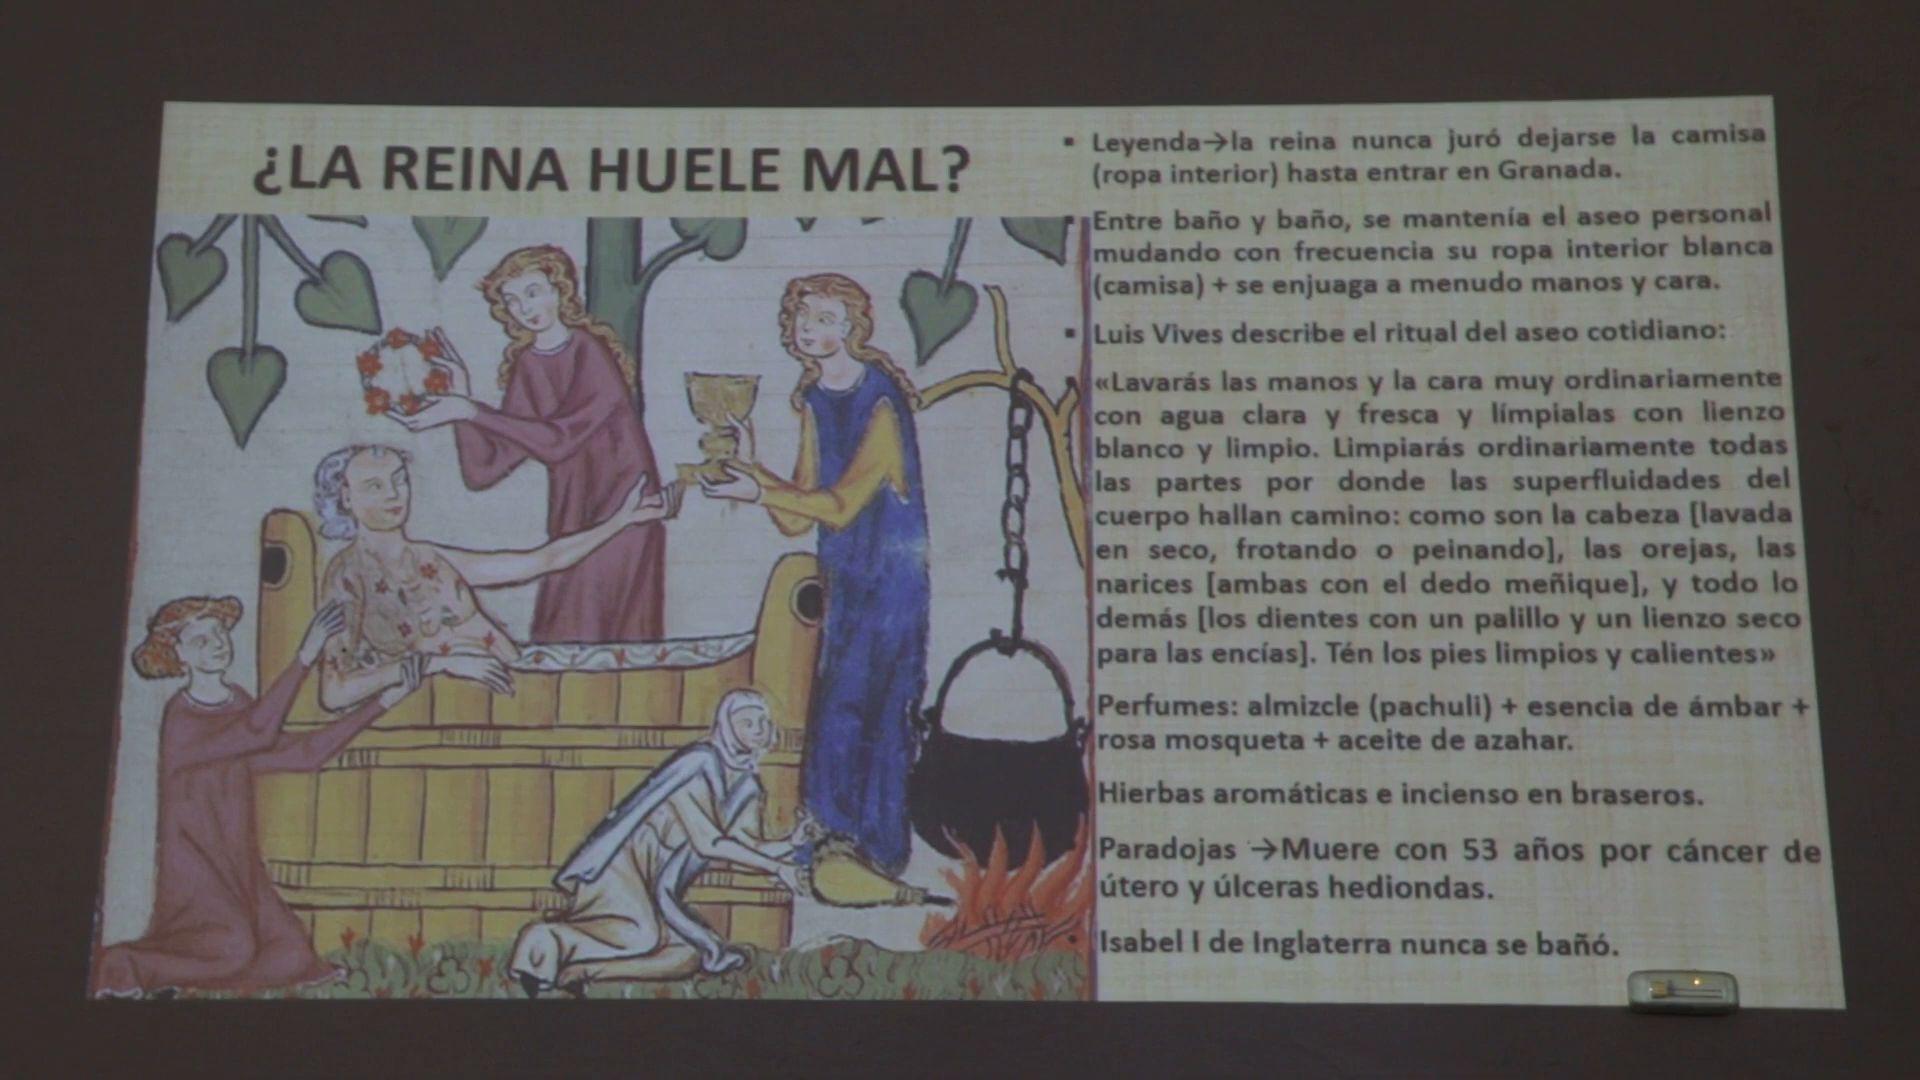 ¿LA REINA HUELE MAL?
▪ Leyenda→la reina nunca juró dejarse la camisa
(ropa interior) hasta entrar en Granada.
▪ Entre baño y baño, se mantenía el aseo personal
mudando con frecuencia su ropa interior blanca
(camisa) + se enjuaga a menudo manos y cara.
▪ Luis Vives describe el ritual del aseo cotidiano:
▪ «Lavarás las manos y la cara muy ordinariamente
con agua clara y fresca y límpialas con lienzo
blanco y limpio. Limpiarás ordinariamente todas
las partes por donde las superfluidades del
cuerpo hallan camino: como son la cabeza [lavada
en seco, frotando o peinando], las orejas, las
narices [ambas con el dedo meñique], y todo lo
demás [los dientes con un palillo y un lienzo seco
para las encías]. Tén los pies limpios y calientes»
Perfumes: almizcle (pachuli) + esencia de ámbar +
rosa mosqueta + aceite de azahar.
Hierbas aromáticas e incienso en braseros.
Paradojas →Muere con 53 años por cáncer de
útero y úlceras hediondas.
Isabel I de Inglaterra nunca se bañó.